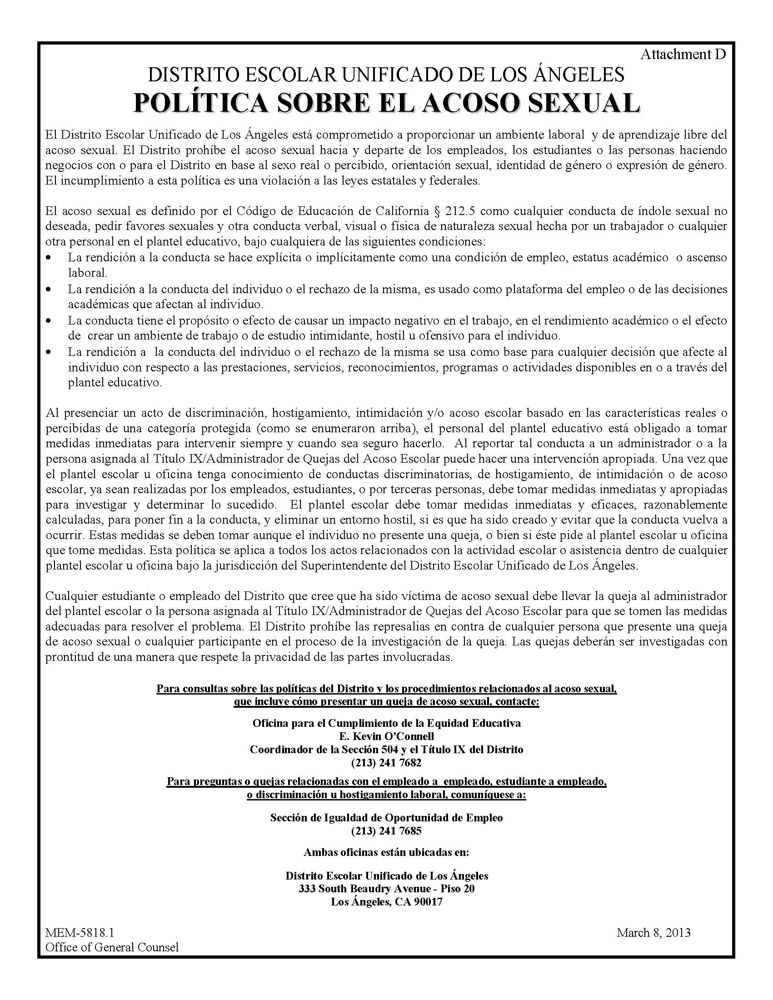 Attachment D
DISTRITO ESCOLAR UNIFICADO DE LOS ÁNGELES
POLÍTICA SOBRE EL ACOSO SEXUAL
El Distrito Escolar Unificado de Los Ángeles está comprometido a proporcionar un ambiente laboral y de aprendizaje libre del
acoso sexual. El Distrito prohíbe el acoso sexual hacia y departe de los empleados, los estudiantes o las personas haciendo
negocios con o para el Distrito en base al sexo real o percibido, orientación sexual, identidad de género o expresión de género.
El incumplimiento a esta política es una violación a las leyes estatales y federales.
El acoso sexual es definido por el Código de Educación de California § 212.5 como cualquier conducta de índole sexual no
deseada, pedir favores sexuales y otra conducta verbal, visual o física de naturaleza sexual hecha por un trabajador o cualquier
otra personal en el plantel educativo, bajo cualquiera de las siguientes condiciones:
• La rendición a la conducta se hace explícita o implícitamente como una condición de empleo, estatus académico o ascenso
laboral.
• La rendición a la conducta del individuo o el rechazo de la misma, es usado como plataforma del empleo o de las decisiones
académicas que afectan al individuo.
• La conducta tiene el propósito o efecto de causar un impacto negativo en el trabajo, en el rendimiento académico o el efecto
de crear un ambiente de trabajo o de estudio intimidante, hostil u ofensivo para el individuo.
• La rendición a la conducta del individuo o el rechazo de la misma se usa como base para cualquier decisión que afecte al
individuo con respecto a las prestaciones, servicios, reconocimientos, programas o actividades disponibles en o a través del
plantel educativo.
Al presenciar un acto de discriminación, hostigamiento, intimidación y/o acoso escolar basado en las características reales o
percibidas de una categoría protegida (como se enumeraron arriba), el personal del plantel educativo está obligado a tomar
medidas inmediatas para intervenir siempre y cuando sea seguro hacerlo. Al reportar tal conducta a un administrador o a la
persona asignada al Título IX/Administrador de Quejas del Acoso Escolar puede hacer una intervención apropiada. Una vez que
el plantel escolar u oficina tenga conocimiento de conductas discriminatorias, de hostigamiento, de intimidación o de acoso
escolar, ya sean realizadas por los empleados, estudiantes, o por terceras personas, debe tomar medidas inmediatas y apropiadas
para investigar y determinar lo sucedido. El plantel escolar debe tomar medidas inmediatas y eficaces, razonablemente
calculadas, para poner fin a la conducta, y eliminar un entorno hostil, si es que ha sido creado y evitar que la conducta vuelva a
ocurrir. Estas medidas se deben tomar aunque el individuo no presente una queja, o bien si éste pide al plantel escolar u oficina
que tome medidas. Esta política se aplica a todos los actos relacionados con la actividad escolar o asistencia dentro de cualquier
plantel escolar u oficina bajo la jurisdicción del Superintendente del Distrito Escolar Unificado de Los Ángeles.
Cualquier estudiante o empleado del Distrito que cree que ha sido víctima de acoso sexual debe llevar la queja al administrador
del plantel escolar o la persona asignada al Título IX/Administrador de Quejas del Acoso Escolar para que se tomen las medidas
adecuadas para resolver el problema. El Distrito prohíbe las represalias en contra de cualquier persona que presente una queja
de acoso sexual o cualquier participante en el proceso de la investigación de la queja. Las quejas deberán ser investigadas con
prontitud de una manera que respete la privacidad de las partes involucradas.
Para consultas sobre las políticas del Distrito y los procedimientos relacionados al acoso sexual,
que incluye cómo presentar un queja de acoso sexual, contacte:
Oficina para el Cumplimiento de la Equidad Educativa
E. Kevin O'Connell
Coordinador de la Sección 504 y el Título IX del Distrito
(213) 241 7682
Para preguntas o quejas relacionadas con el empleado a empleado, estudiante a empleado,
o discriminación u hostigamiento laboral, comuníquese a:
Sección de Igualdad de Oportunidad de Empleo
(213) 241 7685
Ambas oficinas están ubicadas en:
Distrito Escolar Unificado de Los Ángeles
333 South Beaudry Avenue - Piso 20
Los Ángeles, CA 90017
MEM-5818.1 March 8, 2013
Office of General Counsel